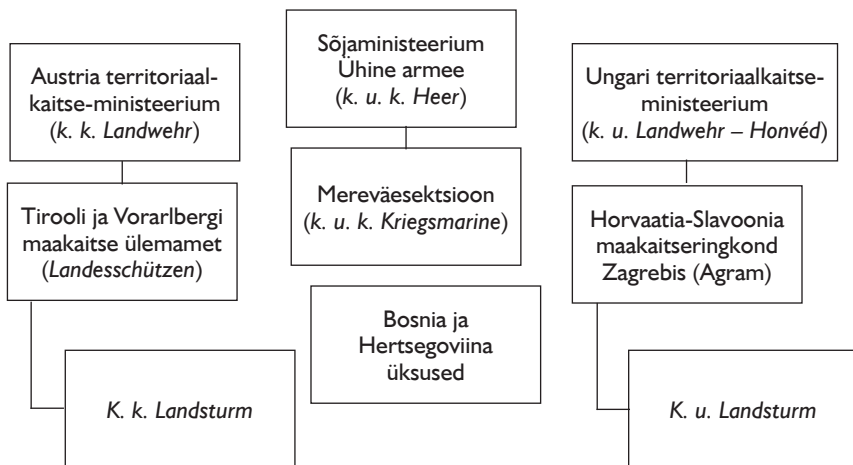 Austria territoriaal-
kaitse-ministeerium
(k. k. Landwehr)
Sõjaministeerium
Ühine armee
(k. u. k. Heer)
Ungari territoriaalkaitse-
ministeerium
(k. u. Landwehr – Honvéd)
Tirooli ja Vorarlbergi
maakaitse ülemamet
(Landesschützen)
Mereväesektsioon
(k. u. k. Kriegsmarine)
Horvaatia-Slavoonia
maakaitseringkond
Zagrebis (Agram)
Bosnia ja
Hertsegoviina
üksused
K. k. Landsturm
K. u. Landsturm